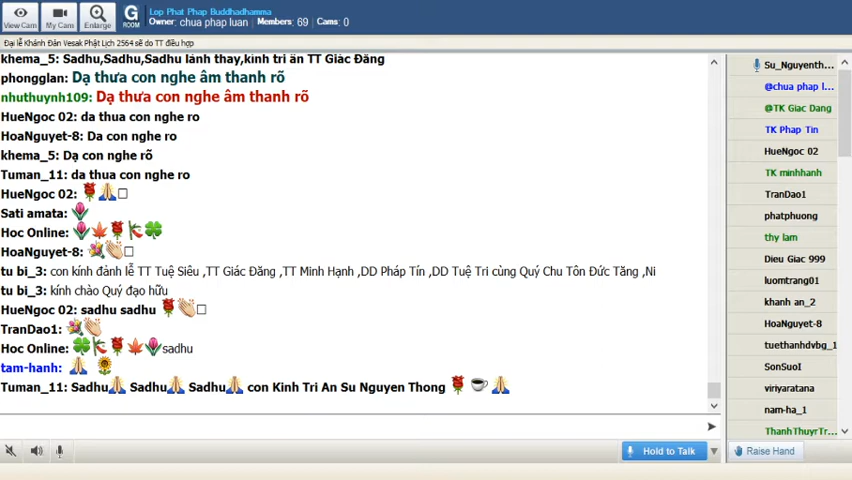 View Cam
My Cam
Enlarge
G
ROOM
Lop Phat Phap Buddhadhamma
Owner: chua phap luan Members: 69 Cams: 0
Đại lễ Khánh Đản Vesak Phật Lịch 2564 sẽ do TT điều hợp
khema_5: Sadhu,Sadhu,Sadhu lành thay,kính tri ân TT Giác Đăng
phongglan: Dạ thưa con nghe âm thanh rõ
nhuthuynh109: Dạ thưa con nghe âm thanh rõ
HueNgoc 02: da thua con nghe ro
HoaNguyet-8: Da con nghe ro
khema_5: Dạ con nghe rõ
Tuman_11: da thua con nghe ro
HueNgoc 02: 🌹🙏□
Sati amata: 🌷
Hoc Online: 🌷🍁🌹🎋🍀
HoaNguyet-8: 💐👏□
tu bi_3: con kính đảnh lễ TT Tuệ Siêu ,TT Giác Đăng ,TT Minh Hạnh ,DD Pháp Tín ,DD Tuệ Tri cùng Quý Chu Tôn Đức Tăng ,Ni
tu bi_3: kính chào Quý đạo hữu
HueNgoc 02: sadhu sadhu 🌹👏□
TranDao1: 💐👏
Hoc Online: 🍀🎋🌹🍁🌷sadhu
tam-hanh: 🙏 🌻
Tuman_11: Sadhu🙏 Sadhu🙏 Sadhu🙏 con Kinh Tri An Su Nguyen Thong 🌹 ☕ 🙏
Hold to Talk
Su_Nguyenth...
@chua phap l...
@TK Giac Dang
TK Phap Tin
HueNgoc 02
TK minhhanh
TranDao1
phatphuong
thy lam
Dieu Giac 999
luomtrang01
khanh an_2
HoaNguyet-8
tuethanhdvbg_1
SonSuoI
viriyaratana
nam-ha_1
ThanhThuyrTr...
Raise Hand